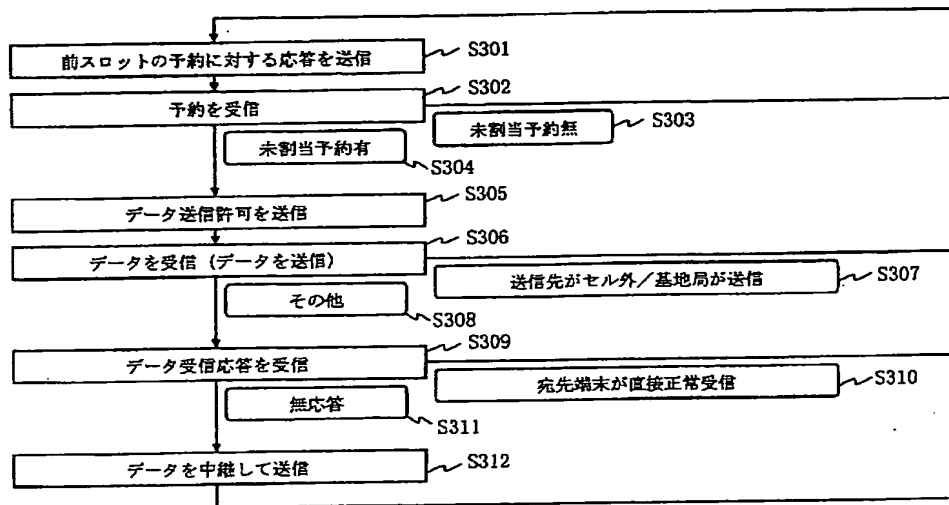 前スロットの予約に対する応答を送信
S301
予約を受信
S302
未割当予約無
S303
未割当予約有
S304
データ送信許可を送信
S305
データを受信（データを送信）
S306
送信先がセル外／基地局が送信
S307
その他
S308
データ受信応答を受信
S309
宛先端末が直接正常受信
S310
無応答
S311
データを中継して送信
S312